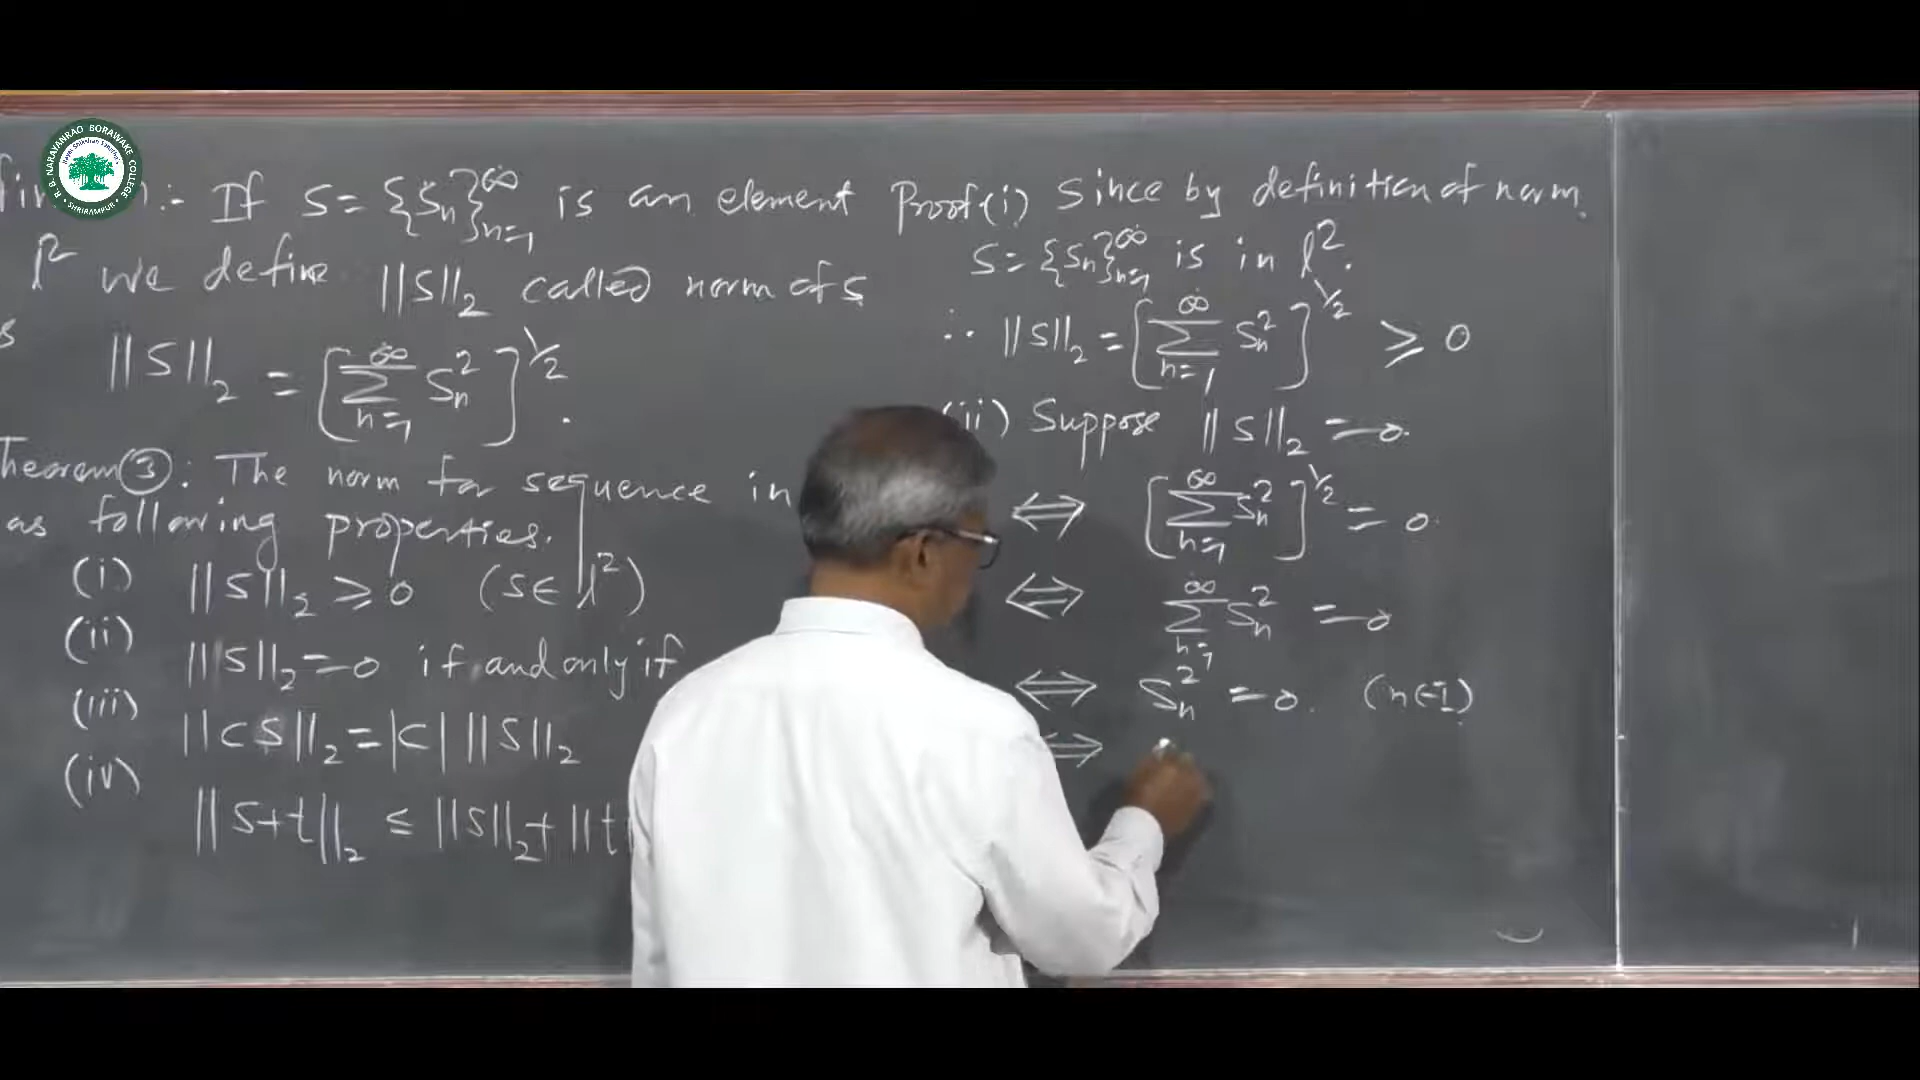 R.B. NARAYANRAO BORAWAKE COLLEGE
SHRIRAMPUR
:- If S = {Sn}∞n=1 is an element
l² we define ||S||₂ called norm of s
s
||S||₂ = [∞∑n=1 Sn²]^1/2.
Theorem ③: The norm for sequence in
as following properties.
(i) ||S||₂ ≥ 0 (S ∈ l²)
(ii) ||S||₂ = 0 if and only if
(iii) ||CS||₂ = |C| ||S||₂
(iv) ||S+t||₂ ≤ ||S||₂ + ||t
Proof (i) Since by definition of norm.
S = {Sn}∞n=1 is in l².
∴ ||S||₂ = [∞∑n=1 Sn²]^1/2 ≥ 0
(ii) Suppose ||S||₂ = 0.
⇔ [∞∑n=1 Sn²]^1/2 = 0.
⇔ ∞∑n=1 Sn² = 0
⇔ Sn² = 0. (n ∈ I)
⇔